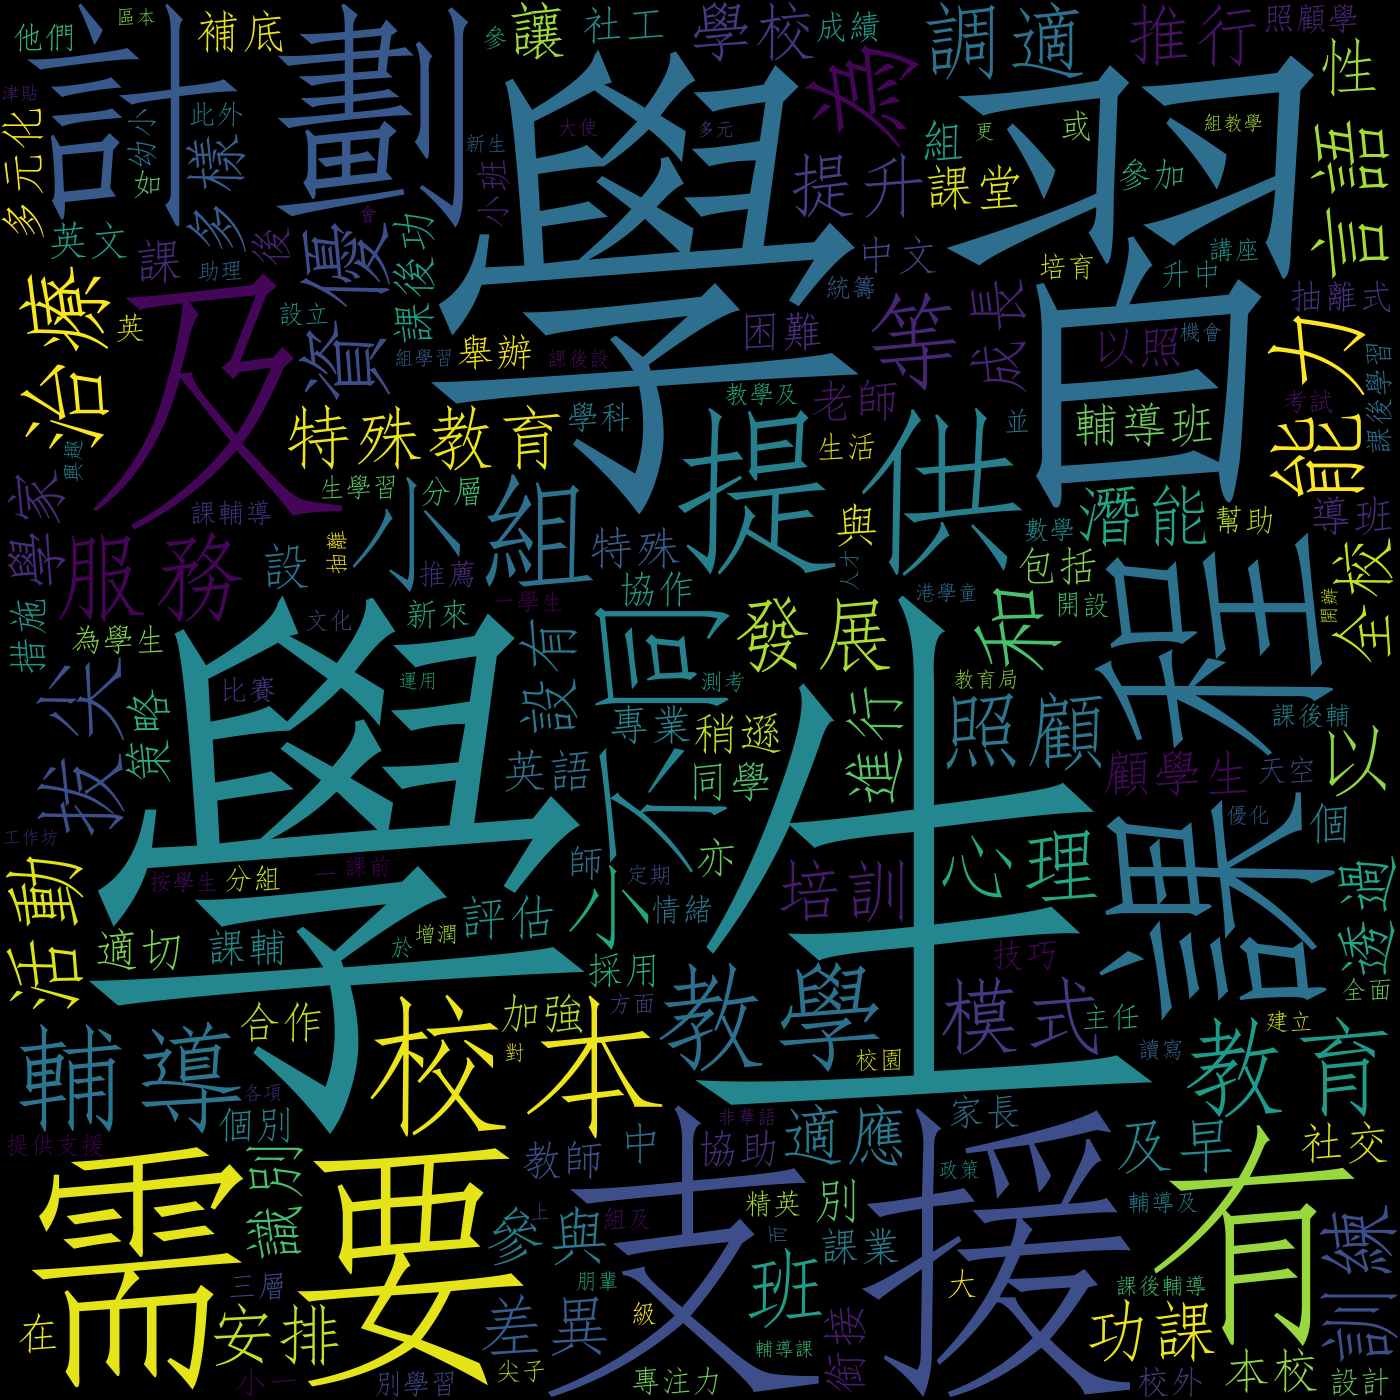 他們
區本
補底
參
讓
社工
學校
成績
為
調適
推行
照顧學
性
計劃
學習
津貼
多元化
如
幼小
此外
多樣
新生
小班
大使
多元
提升
組
更
課堂
或
參加
組教學
言語
英文
課
後
助理
會
資優
課後功
中文
統籌
培育
升中
講座
抽離式
治療
及
英
設立
組學習
舉辦
課後設
困難
等
成長
以照
機會
能力
課後學習
考試
特殊教育
學科
教學及
老師
提供
並
輔導班
生活
興趣
學家
課輔導
生學習
分層
小組
潛能
幫助
導班
服務
設
抽離
推薦
特殊
與
人才
數學
包括
開設
港學童
全校
開辦
措施
為學生
文化
新來
一學生
協作
和
課程
拔尖
策略
比賽
運用
設有
不同
發展
測考
教育局
專業
稍遜
進行
照顧
課後輔
以
學生
英語
同學
顧學生
天空
工作坊
按學生
分組
一
課前
師
小
定期
亦
培訓
心理
優化
個
活動
適切
課輔
於
增潤
評估
情緒
技巧
透過
採用
全面
輔導
合作
校本
加強
方面
教學
模式
主任
建立
對
校園
讀寫
教育
各項
個別
提供支援
識別
教師
中
非華語
協助
適應
家長
及早
社交
需要
支援
有
上
參與
組及
精英
別
政策
輔導及
而
課業
訓練
三層
朋輩
班
在
安排
差異
級
大
課後輔導
功課
輔導課
銜接
小一
別學習
尖子
專注力
校外
本校
設計